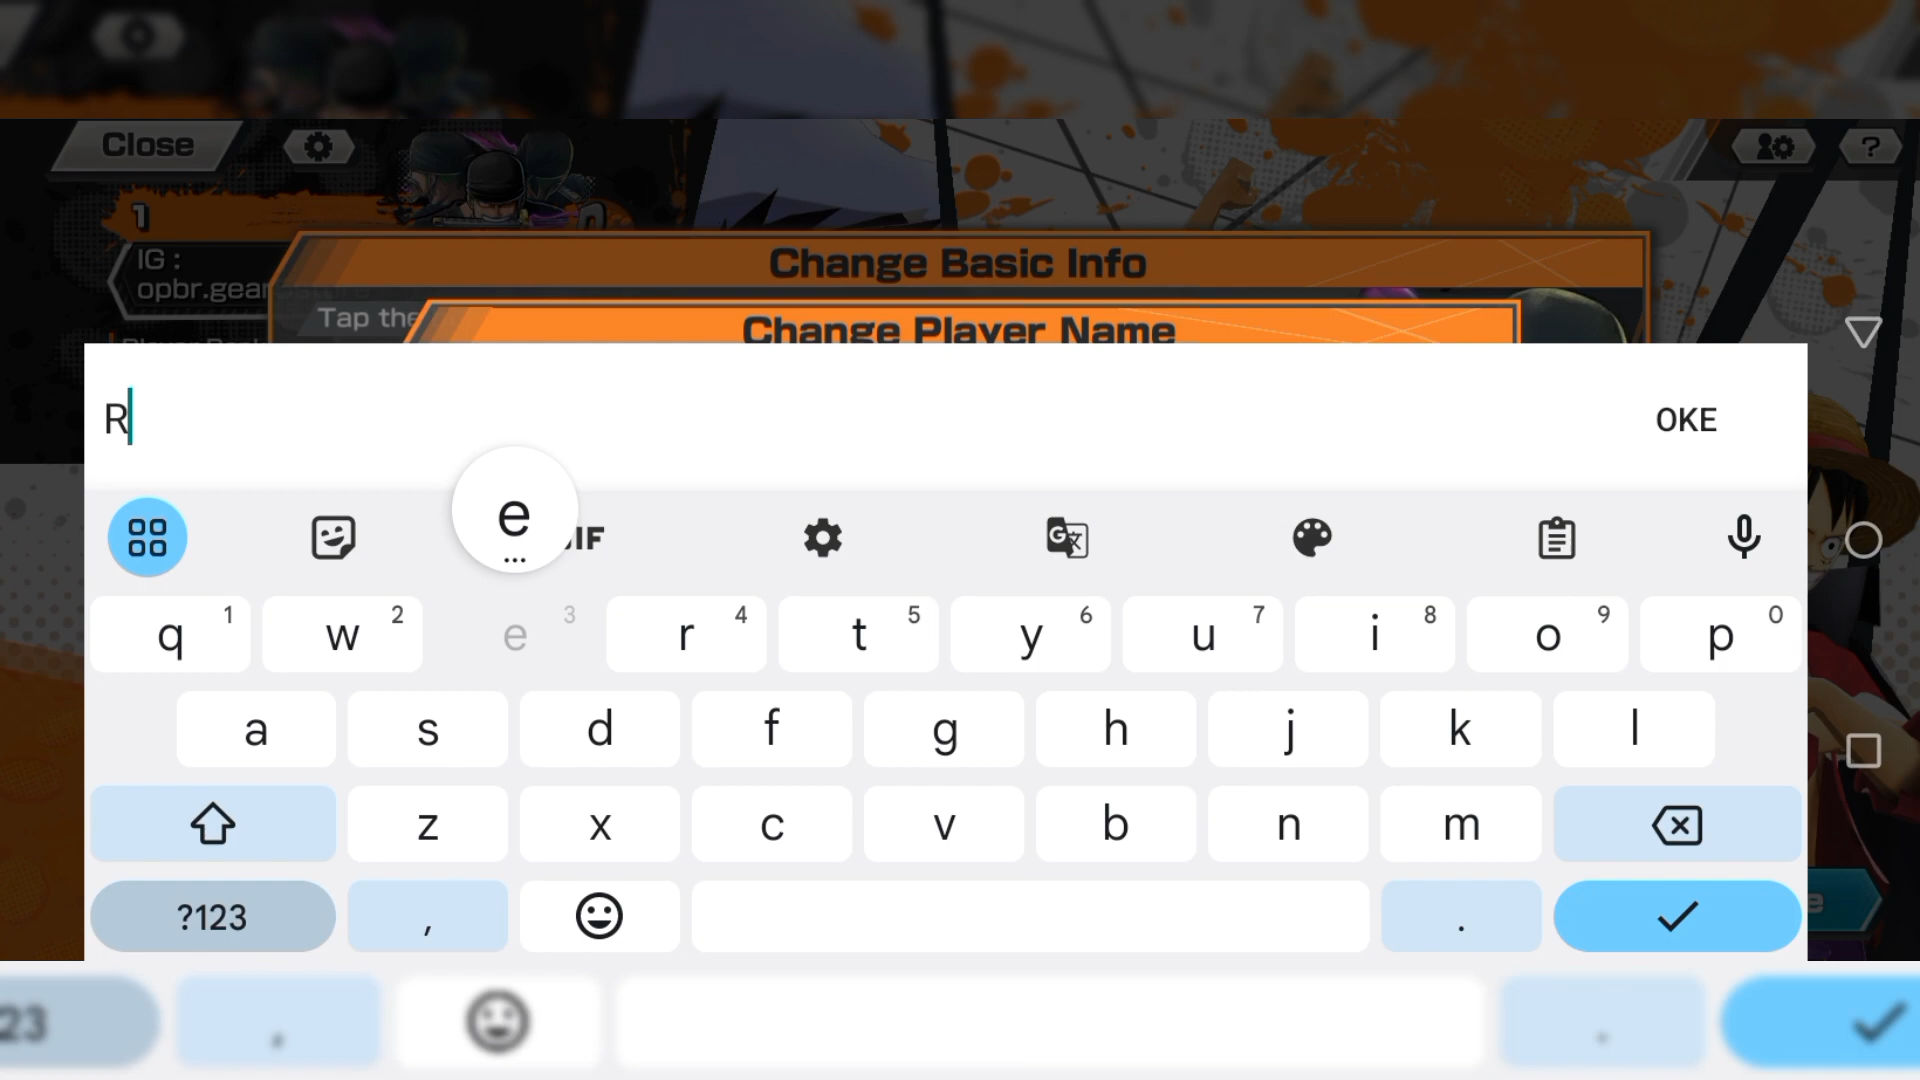 Close
?
1
IG :
opbr.gear
Change Basic Info
Tap the
Change Player Name
R
OKE
e
...
IF
q 1 w 2 e 3 r 4 t 5 y 6 u 7 i 8 o 9 p 0
a s d f g h j k l
z x c v b n m
?123 , .
e
23 , .